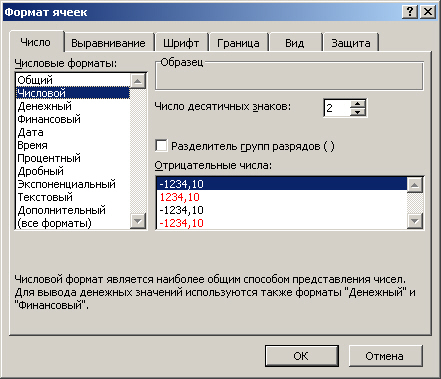 Формат ячеек
Число
Выравнивание
Шрифт
Граница
Вид
Защита
Числовые форматы:
Общий
Числовой
Денежный
Финансовый
Дата
Время
Процентный
Дробный
Экспоненциальный
Текстовый
Дополнительный
(все форматы)
Образец
Число десятичных знаков:
2
Разделитель групп разрядов ( )
Отрицательные числа:
-1234,10
1234,10
-1234,10
-1234,10
Числовой формат является наиболее общим способом представления чисел.
Для вывода денежных значений используются также форматы "Денежный" и
"Финансовый".
OK
Отмена